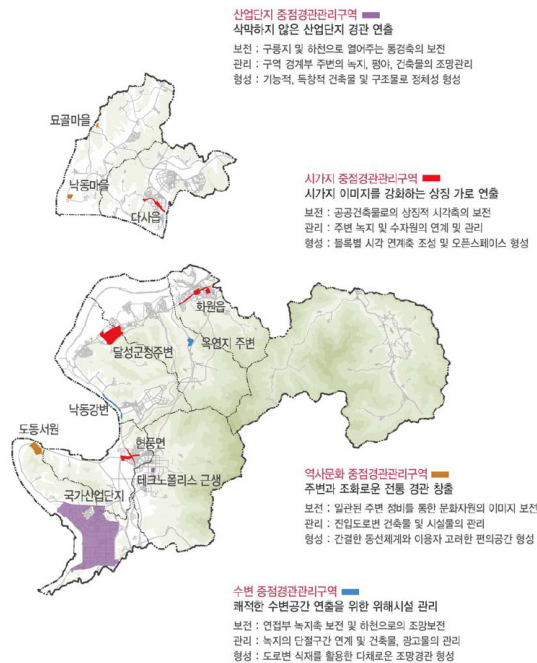 산업단지 중점경관관리구역
삭막하지 않은 산업단지 경관 연출
보전 : 구릉지 및 하천으로 열어주는 통경축의 보전
관리 : 구역 경계부 주변의 녹지, 평야, 건축물의 조망관리
형성 : 기능적, 독창적 건축물 및 구조물로 정체성 형성
묘골마을
낙동마을
다사읍
시가지 중점경관관리구역
시가지 이미지를 강화하는 상징 가로 연출
보전 : 공공건축물로의 상징적 시각축의 보전
관리 : 주변 녹지 및 수자원의 연계 및 관리
형성 : 블록별 시각 연계축 조성 및 오픈스페이스 형성
화원읍
달성군청주변
옥연지 주변
낙동강변
도동서원
현풍면
테크노폴리스 근생
국가산업단지
역사문화 중점경관관리구역
주변과 조화로운 전통 경관 창출
보전 : 일관된 주변 정비를 통한 문화자원의 이미지 보전
관리 : 진입도로변 건축물 및 시설물의 관리
형성 : 간결한 동선체계와 이용자 고려한 편의공간 형성
수변 중점경관관리구역
쾌적한 수변공간 연출을 위한 위해시설 관리
보전 : 연접부 녹지축 보전 및 하천으로의 조망보전
관리 : 녹지의 단절구간 연계 및 건축물, 광고물의 관리
형성 : 도로변 식재를 활용한 다채로운 조망경관 형성